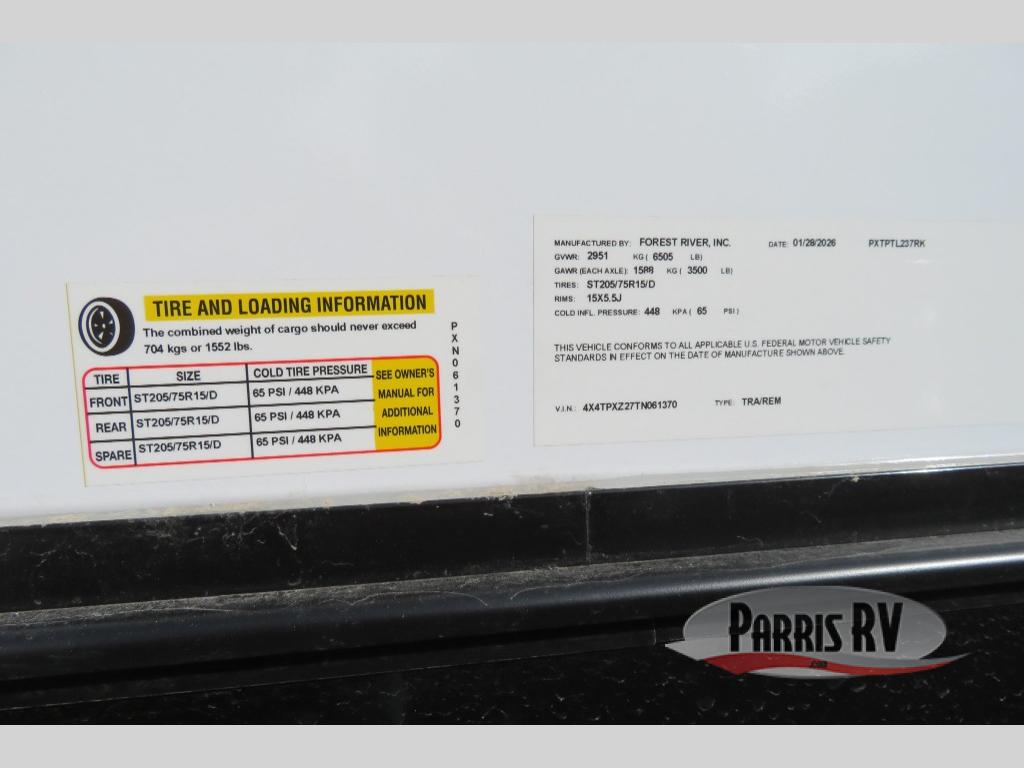 TIRE AND LOADING INFORMATION
The combined weight of cargo should never exceed
704 kgs or 1552 lbs.
TIRE SIZE COLD TIRE PRESSURE
FRONT ST205/75R15/D 65 PSI / 448 KPA
REAR ST205/75R15/D 65 PSI / 448 KPA
SPARE ST205/75R15/D 65 PSI / 448 KPA
SEE OWNER'S
MANUAL FOR
ADDITIONAL
INFORMATION
PXN061370
MANUFACTURED BY: FOREST RIVER, INC. DATE: 01/28/2026 PXTPTL237RK
GVWR: 2951 KG ( 6505 LB)
GAWR (EACH AXLE): 1588 KG ( 3500 LB)
TIRES: ST205/75R15/D
RIMS: 15X5.5J
COLD INFL. PRESSURE: 448 KPA ( 65 PSI )
THIS VEHICLE CONFORMS TO ALL APPLICABLE U.S. FEDERAL MOTOR VEHICLE SAFETY
STANDARDS IN EFFECT ON THE DATE OF MANUFACTURE SHOWN ABOVE.
V.I.N.: 4X4TPXZ27TN061370 TYPE: TRA/REM
PARRIS RV
.com